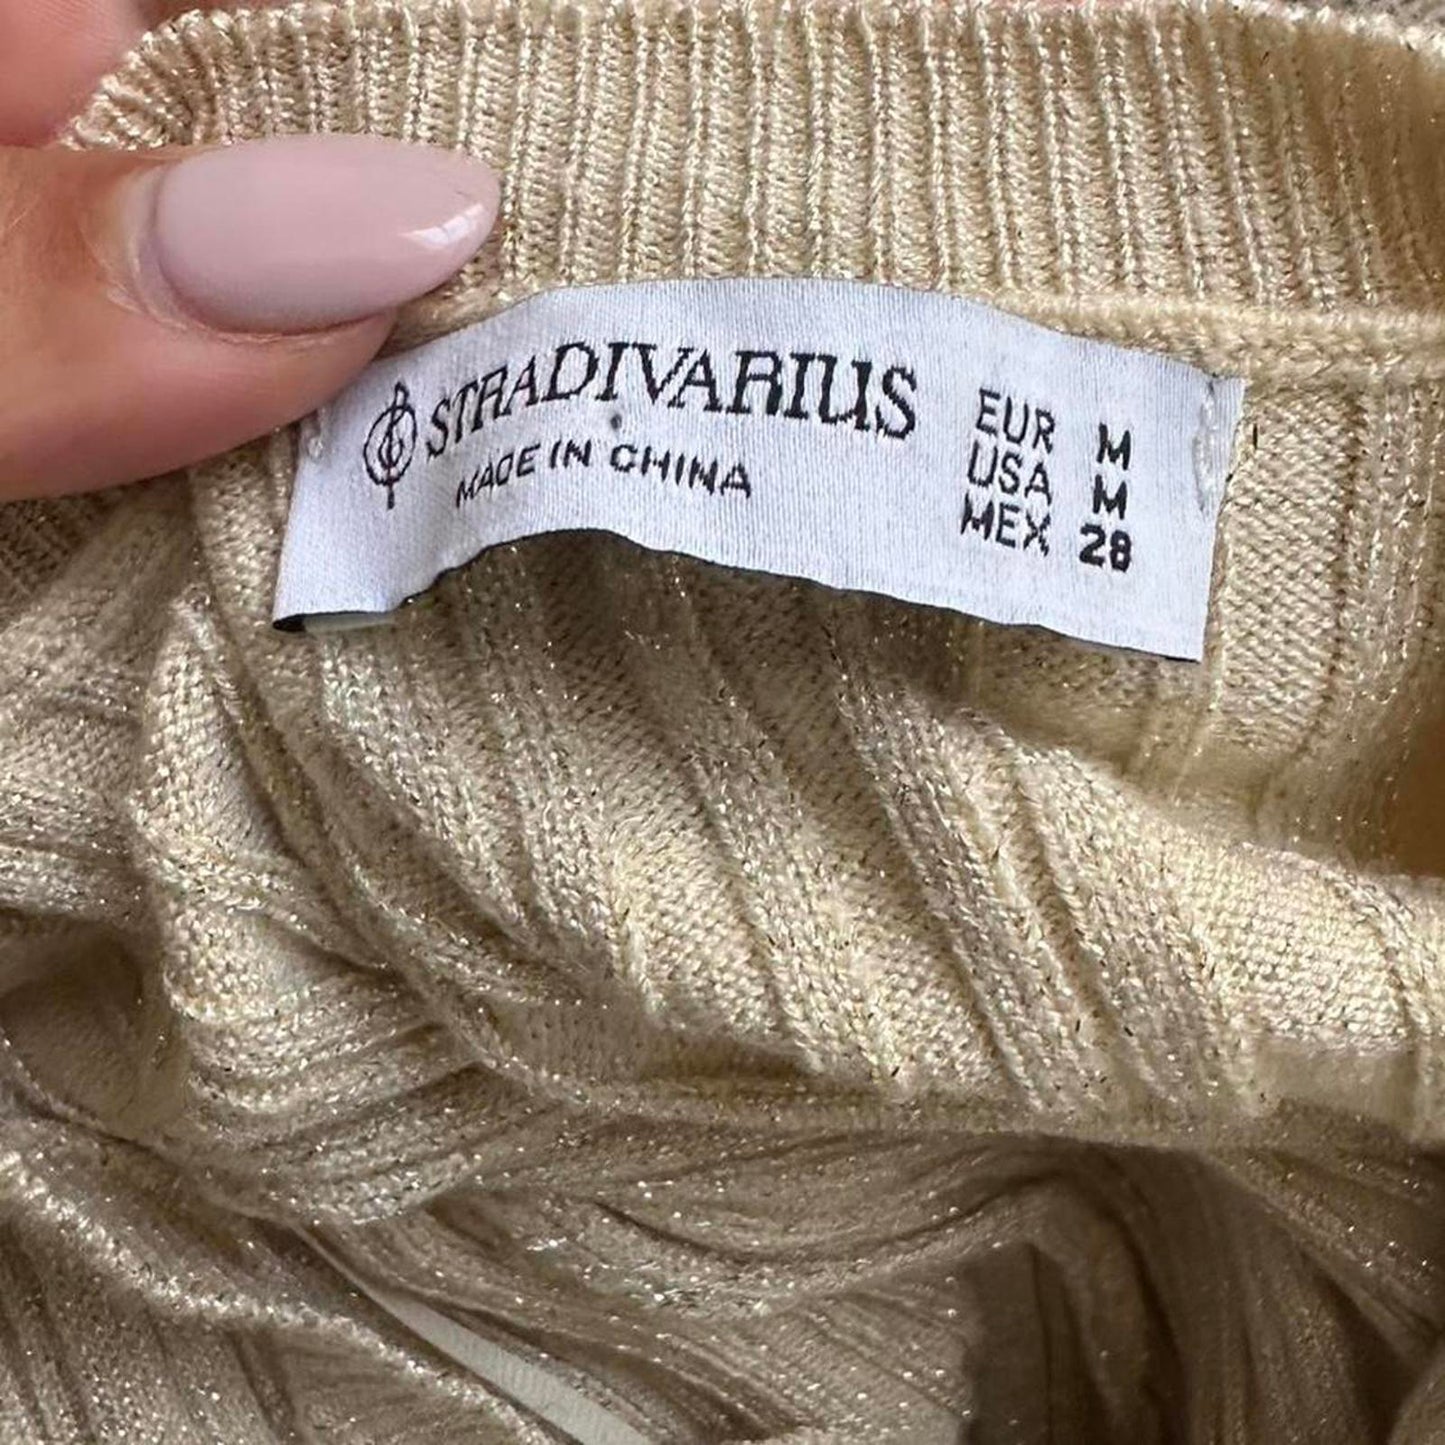 STRADIVARIUS
MADE IN CHINA
EUR M
USA M
MEX 28